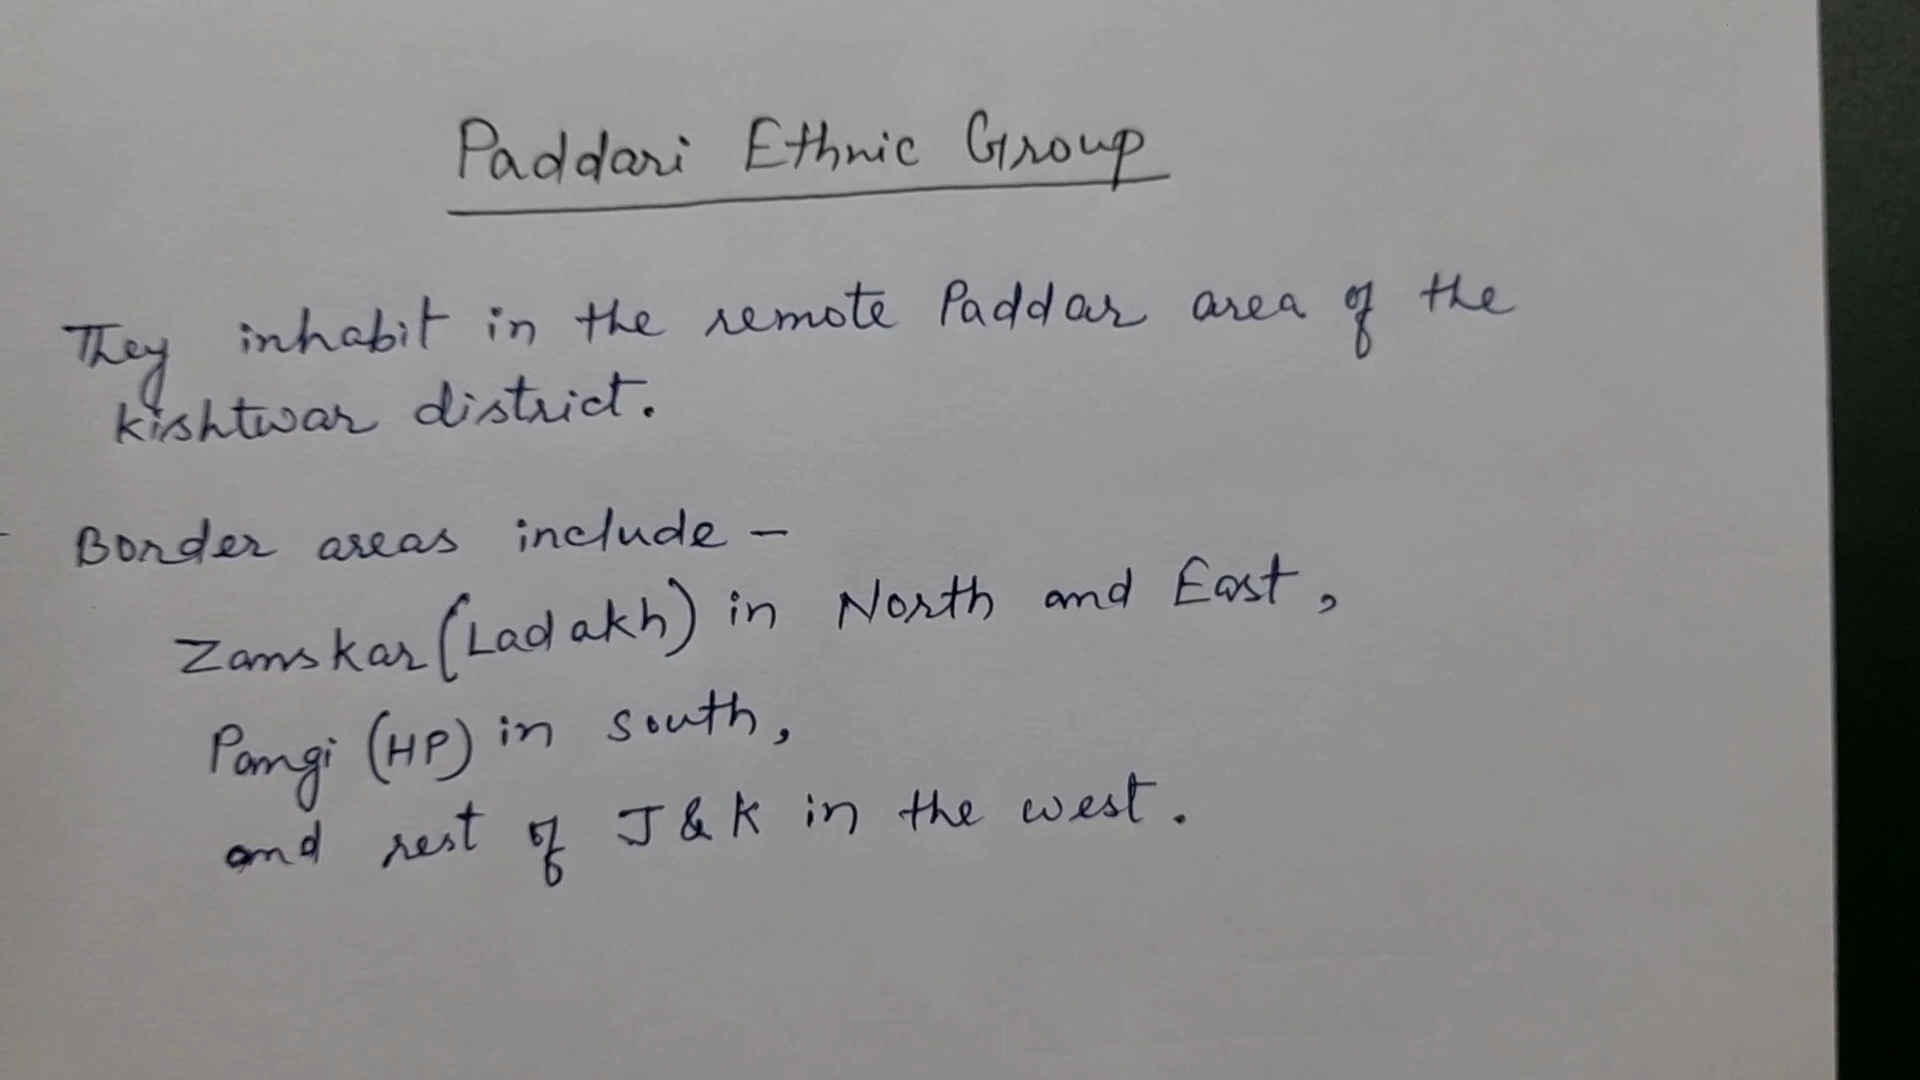 Paddari Ethnic Group
They inhabit in the remote Paddar area of the
Kishtwar district.
Border areas include -
Zanskar (Ladakh) in North and East,
Pangi (HP) in south,
and rest of J & K in the west.